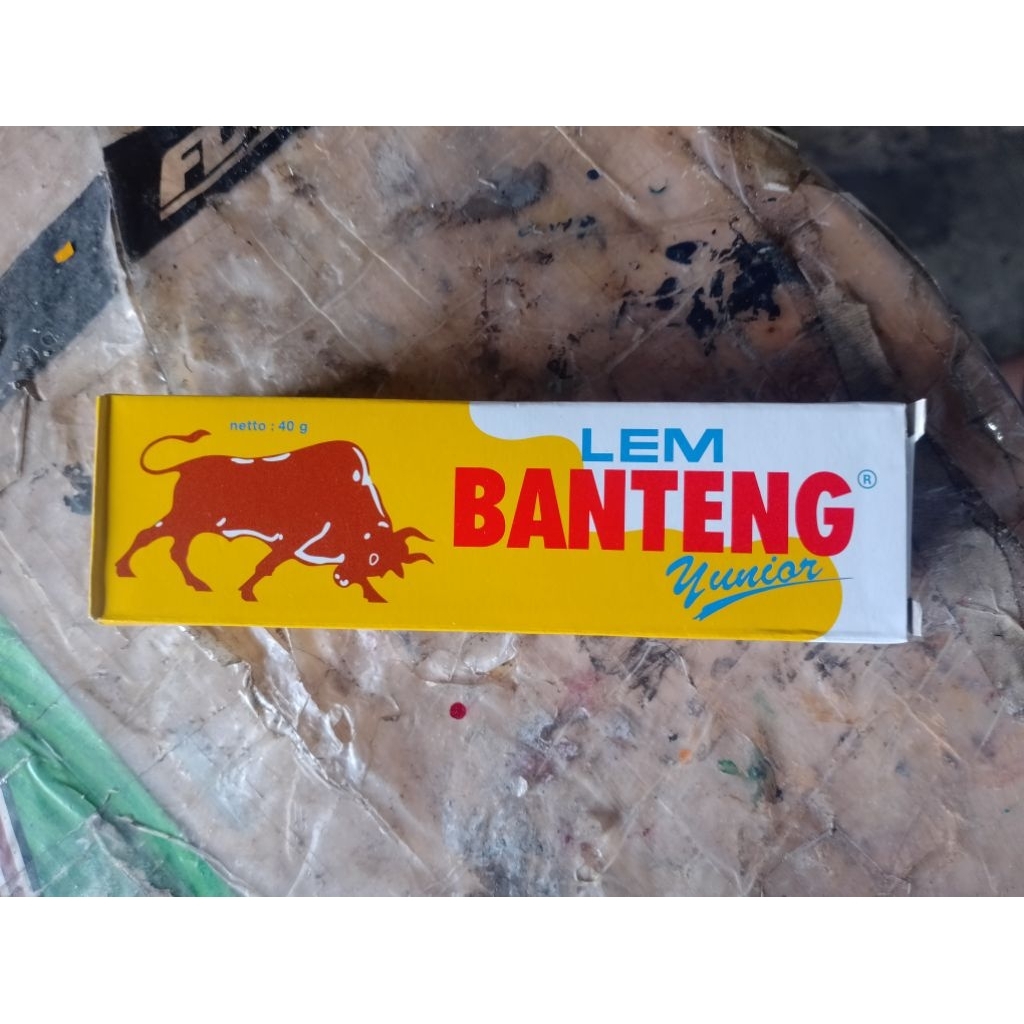 netto : 40 g
LEM
BANTENG®
Yunior